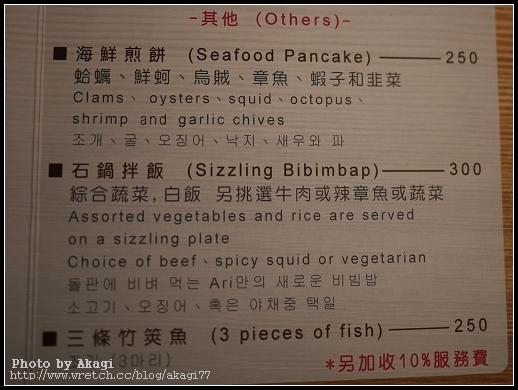 -其他 (Others)-
■ 海鮮煎餅 (Seafood Pancake) ——— 250
蛤蠣、鮮蚵、烏賊、章魚、蝦子和韭菜
Clams、oysters、squid、octopus、
shrimp and garlic chives
조개、굴、오징어、낙지、새우와 파
■ 石鍋拌飯 (Sizzling Bibimbap) ——— 300
綜合蔬菜,白飯 另挑選牛肉或辣章魚或蔬菜
Assorted vegetables and rice are served
on a sizzling plate
Choice of beef、spicy squid or vegetarian
돌판에 비벼 먹는 Ari만의 새로운 비빔밥
소고기、오징어、혹은 야채중 택일
■ 三條竹筴魚 (3 pieces of fish) ——— 250
(3마리)
*另加收10%服務費
Photo by Akagi
http://www.wretch.cc/blog/akagi77